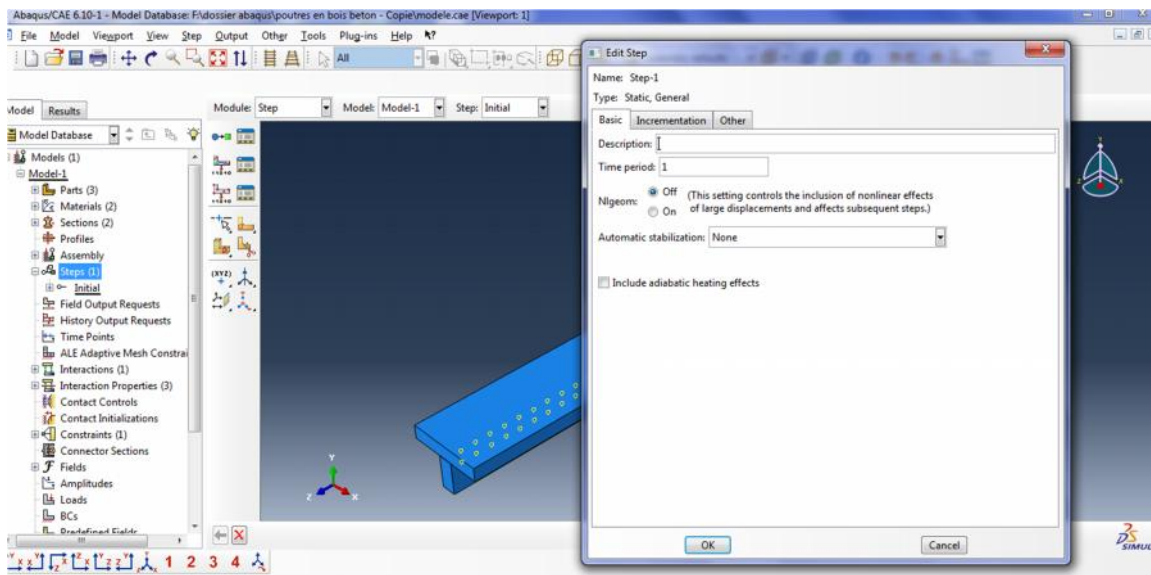 Abaqus/CAE 6.10-1 - Model Database: F:\dossier abaqus\poutres en bois beton - Copie\modele.cae [Viewport: 1]
File Model Viewport View Step Output Other Tools Plug-ins Help
All
Model Results
Module: Step Model: Model-1 Step: Initial
Model Database
Models (1)
Model-1
Parts (3)
Materials (2)
Sections (2)
Profiles
Assembly
Steps (1)
Initial
Field Output Requests
History Output Requests
Time Points
ALE Adaptive Mesh Constrai
Interactions (1)
Interaction Properties (3)
Contact Controls
Contact Initializations
Constraints (1)
Connector Sections
Fields
Amplitudes
Loads
BCs
Predefined Fields
(XYZ)
Y
Z X
1 2 3 4
Edit Step
Name: Step-1
Type: Static, General
Basic Incrementation Other
Description:
Time period: 1
Nlgeom: Off (This setting controls the inclusion of nonlinear effects
On of large displacements and affects subsequent steps.)
Automatic stabilization: None
Include adiabatic heating effects
OK Cancel
SIMUL